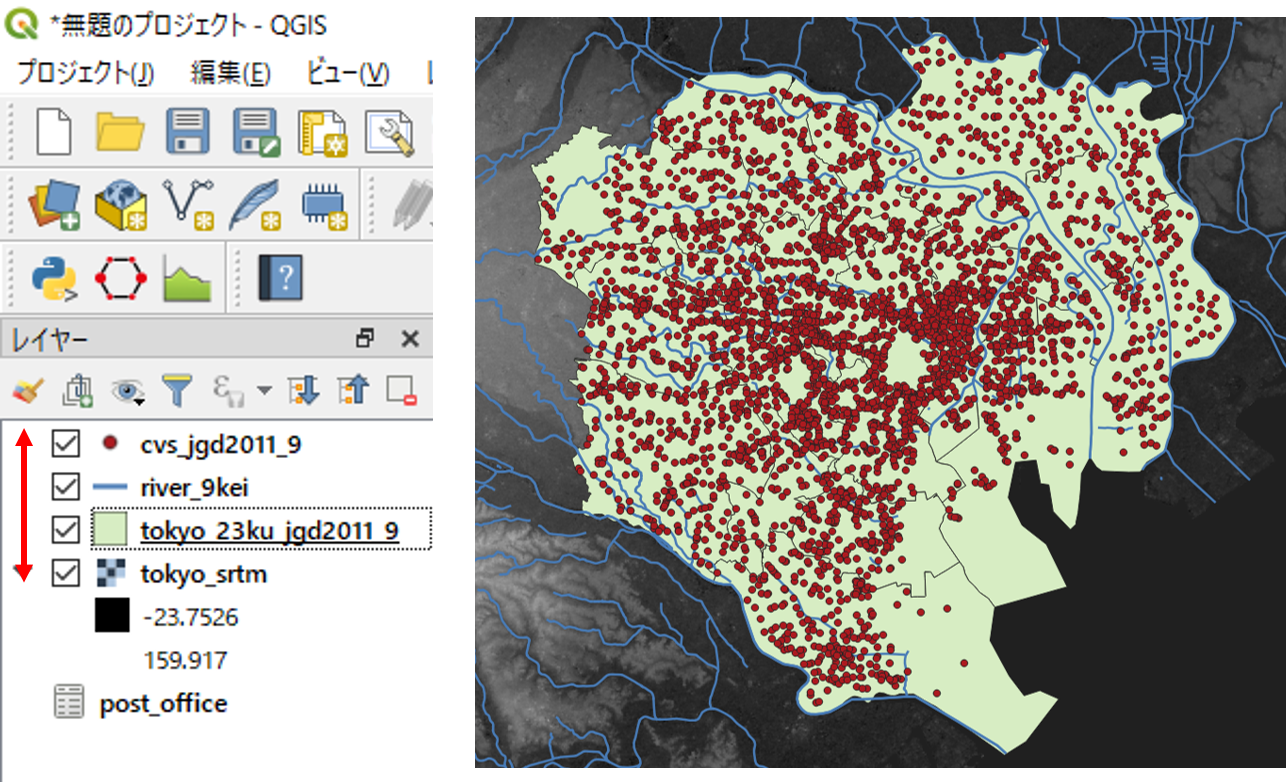 *無題のプロジェクト - QGIS
プロジェクト(J) 編集(E) ビュー(V)
?
レイヤー
cvs_jgd2011_9
river_9kei
tokyo_23ku_jgd2011_9
tokyo_srtm
-23.7526
159.917
post_office